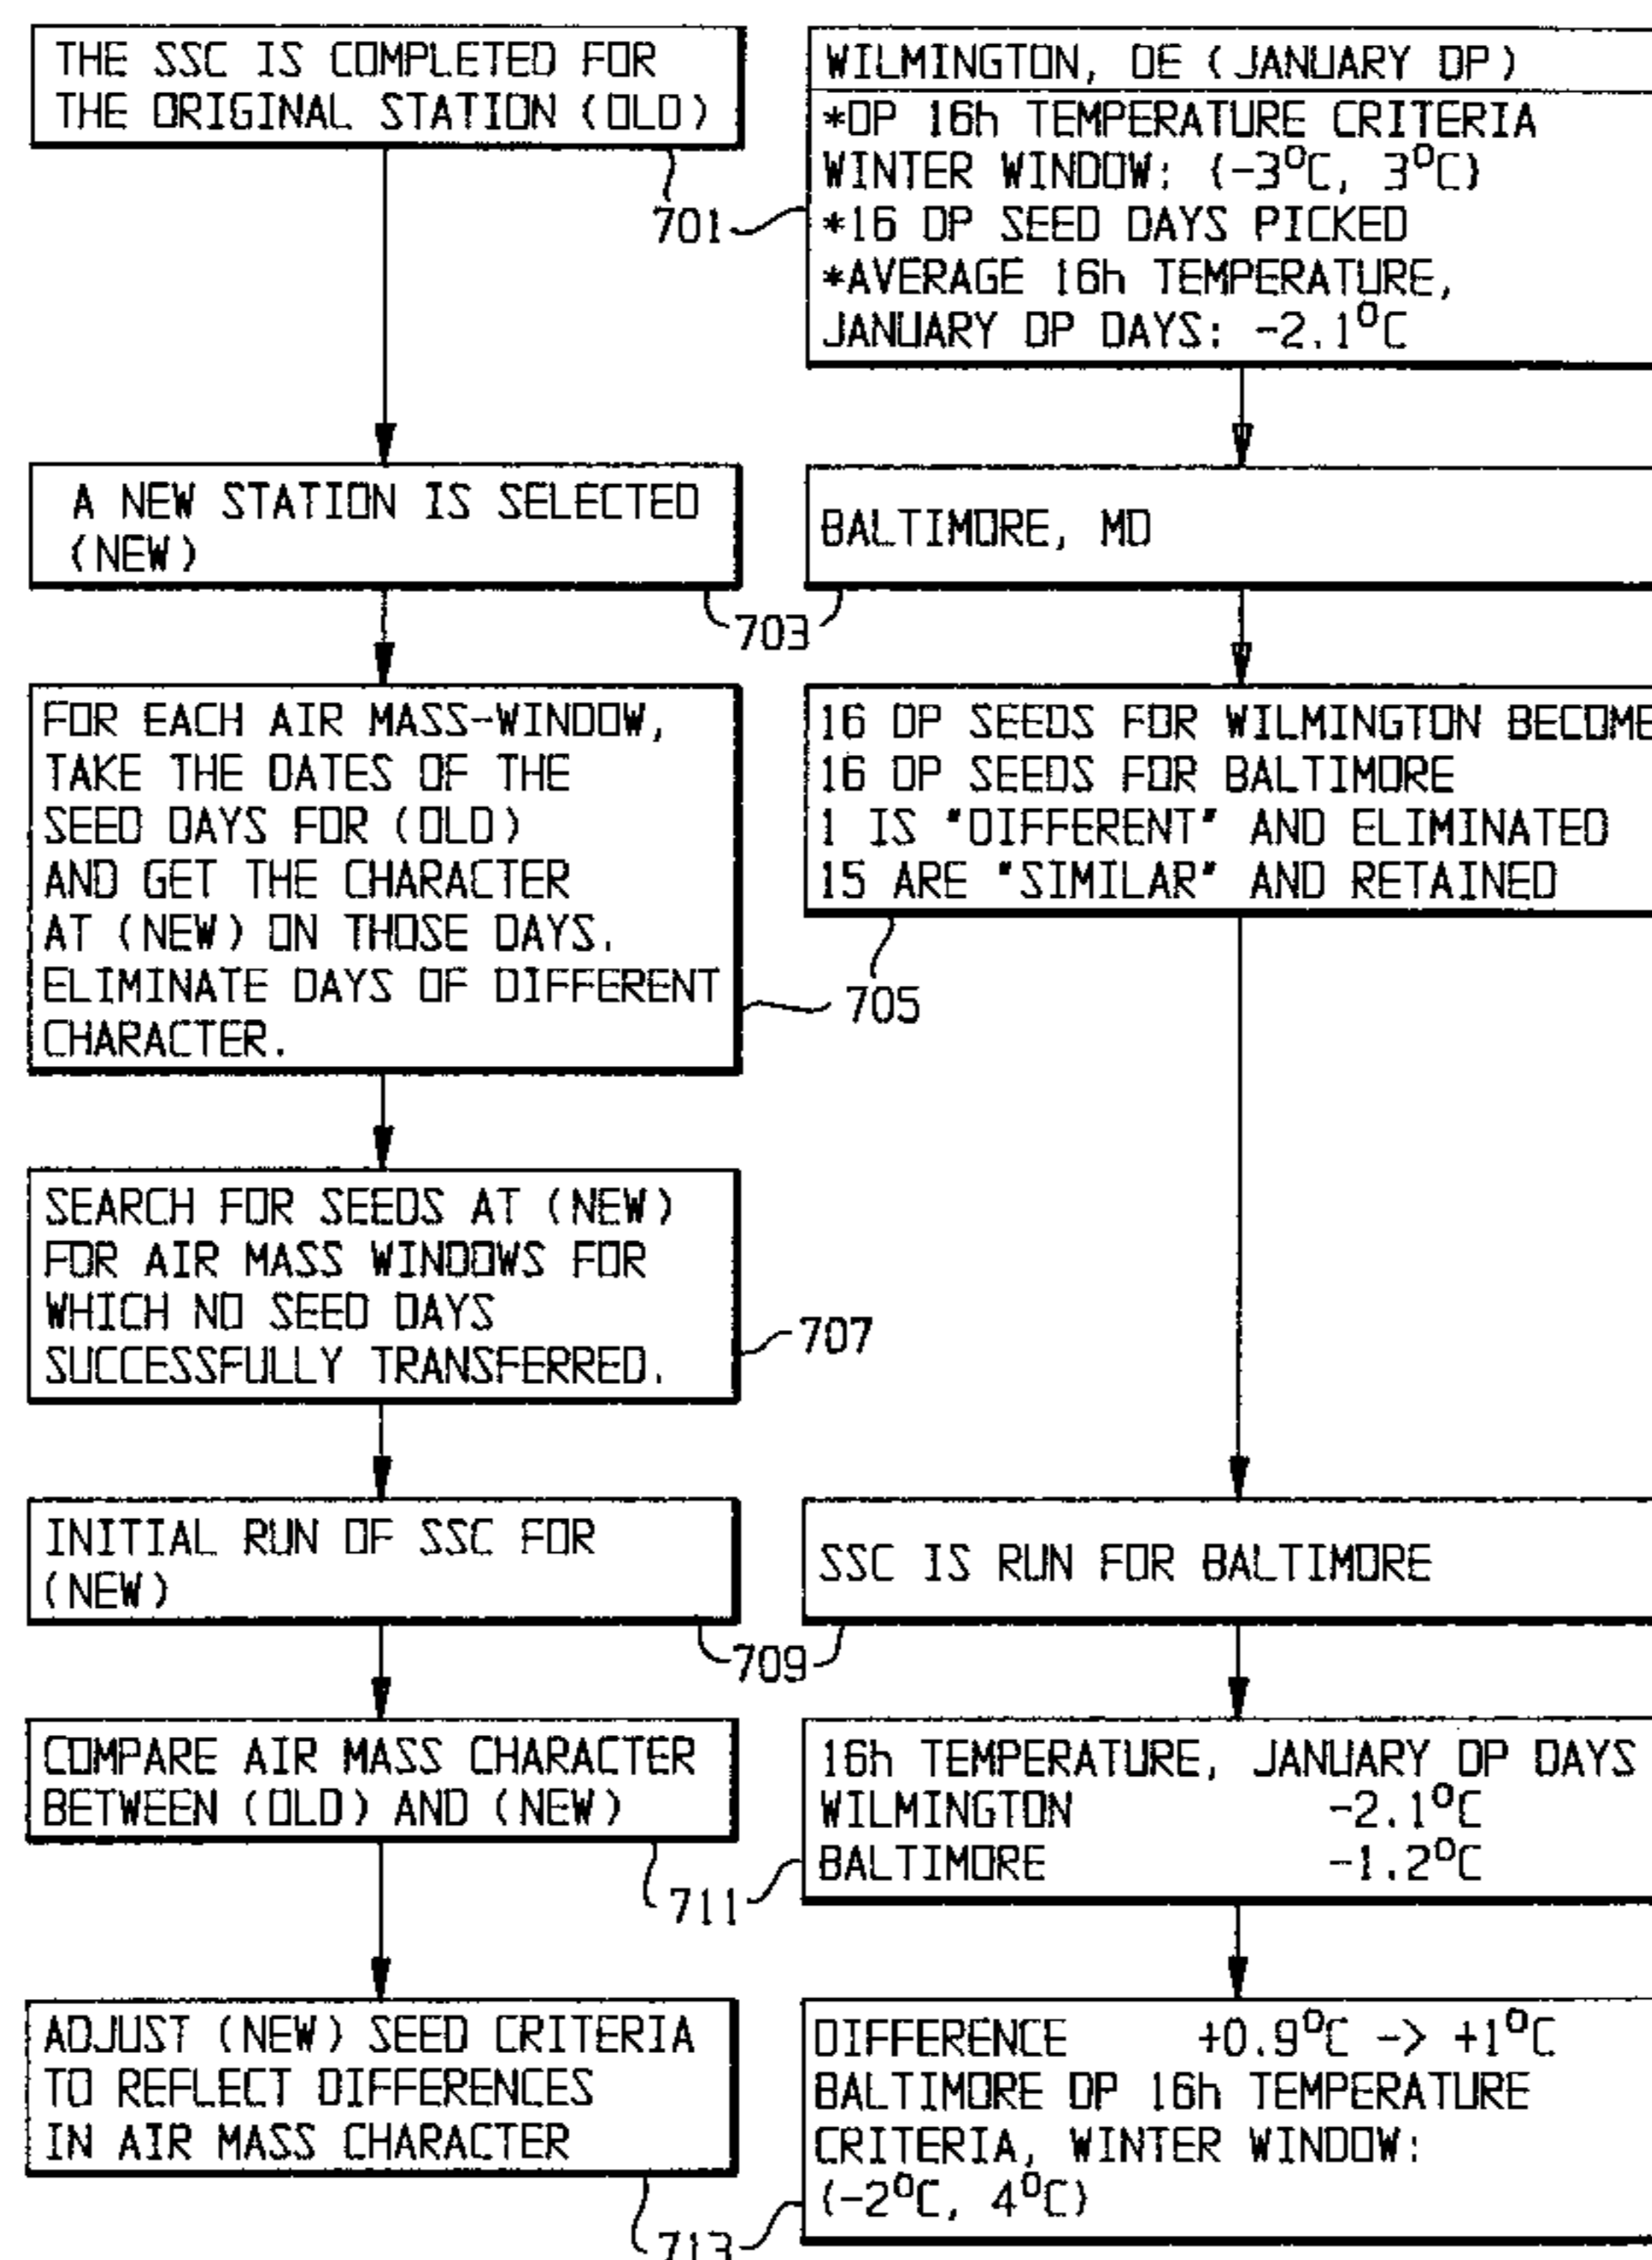 THE SSC IS COMPLETED FOR
THE ORIGINAL STATION (OLD)
701
WILMINGTON, DE (JANUARY DP)
*DP 16h TEMPERATURE CRITERIA
WINTER WINDOW: (-3°C, 3°C)
*16 DP SEED DAYS PICKED
*AVERAGE 16h TEMPERATURE,
JANUARY DP DAYS: -2.1°C
A NEW STATION IS SELECTED
(NEW)
703
BALTIMORE, MD
FOR EACH AIR MASS-WINDOW,
TAKE THE DATES OF THE
SEED DAYS FOR (OLD)
AND GET THE CHARACTER
AT (NEW) ON THOSE DAYS.
ELIMINATE DAYS OF DIFFERENT
CHARACTER.
705
16 DP SEEDS FOR WILMINGTON BECOME
16 DP SEEDS FOR BALTIMORE
1 IS "DIFFERENT" AND ELIMINATED
15 ARE "SIMILAR" AND RETAINED
SEARCH FOR SEEDS AT (NEW)
FOR AIR MASS WINDOWS FOR
WHICH NO SEED DAYS
SUCCESSFULLY TRANSFERRED.
707
INITIAL RUN OF SSC FOR
(NEW)
709
SSC IS RUN FOR BALTIMORE
COMPARE AIR MASS CHARACTER
BETWEEN (OLD) AND (NEW)
711
16h TEMPERATURE, JANUARY DP DAYS
WILMINGTON -2.1°C
BALTIMORE -1.2°C
ADJUST (NEW) SEED CRITERIA
TO REFLECT DIFFERENCES
IN AIR MASS CHARACTER
713
DIFFERENCE +0.9°C -> +1°C
BALTIMORE DP 16h TEMPERATURE
CRITERIA, WINTER WINDOW:
(-2°C, 4°C)